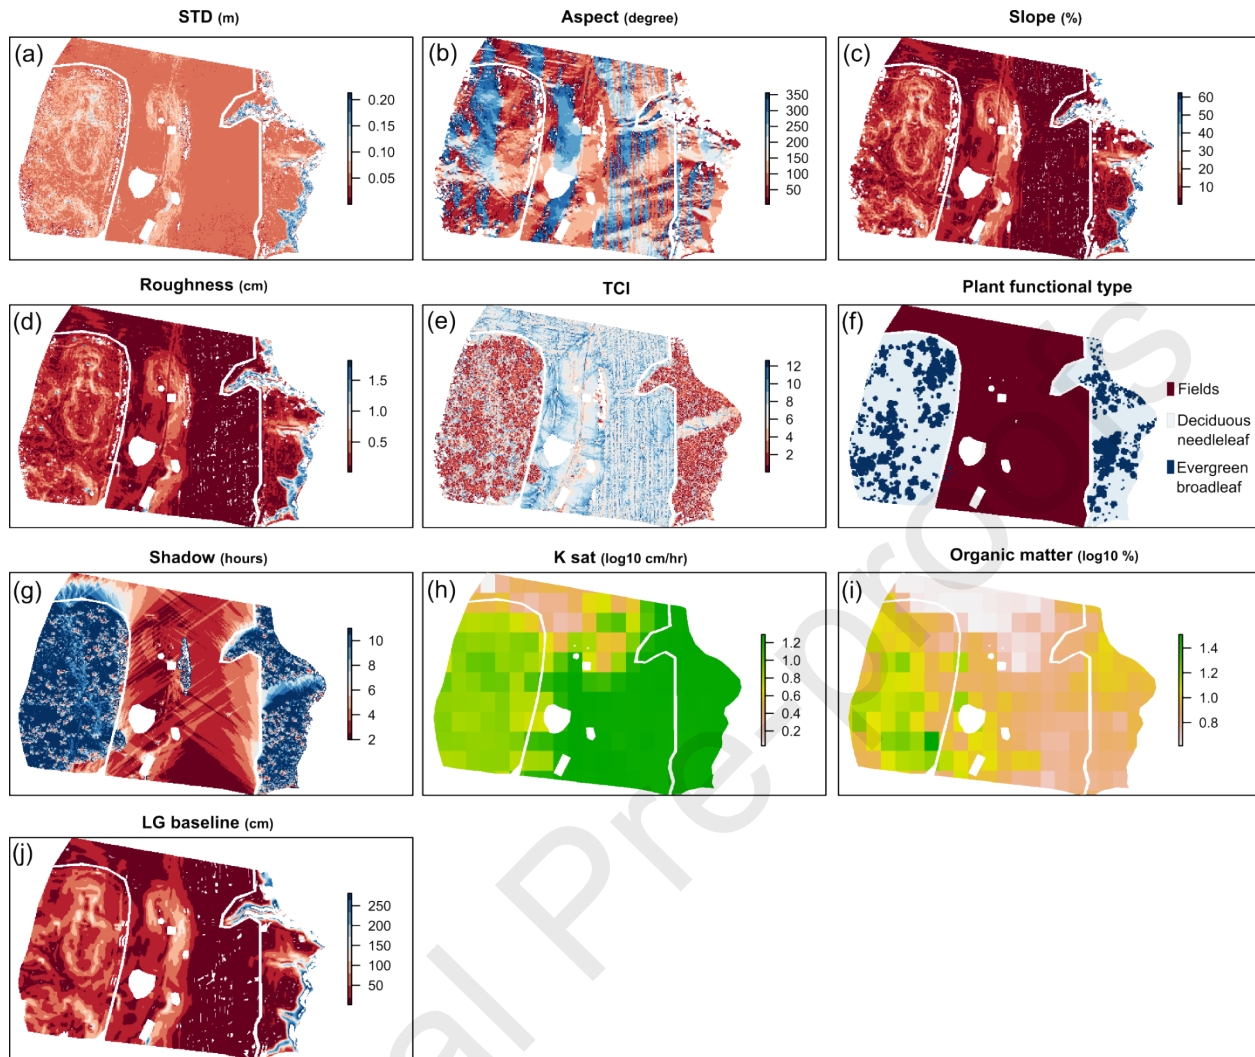 STD (m)
Aspect (degree)
Slope (%)
(a)
0.20
0.15
0.10
0.05
(b)
350
300
250
200
150
100
50
(c)
60
50
40
30
20
10
Roughness (cm)
TCI
Plant functional type
(d)
1.5
1.0
0.5
(e)
12
10
8
6
4
2
(f)
Fields
Deciduous
needleleaf
Evergreen
broadleaf
Shadow (hours)
K sat (log10 cm/hr)
Organic matter (log10 %)
(g)
10
8
6
4
2
(h)
1.2
1.0
0.8
0.6
0.4
0.2
(i)
1.4
1.2
1.0
0.8
LG baseline (cm)
(j)
250
200
150
100
50
al Pre-proofs